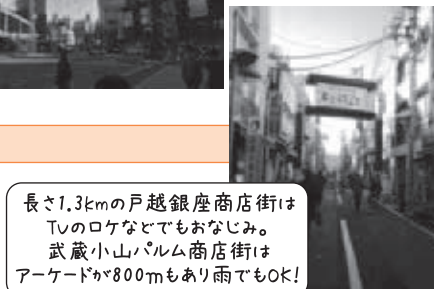 長さ1.3kmの戸越銀座商店街は
TVのロケなどでもおなじみ。
武蔵小山パルム商店街は
アーケードが800mもあり雨でもOK!